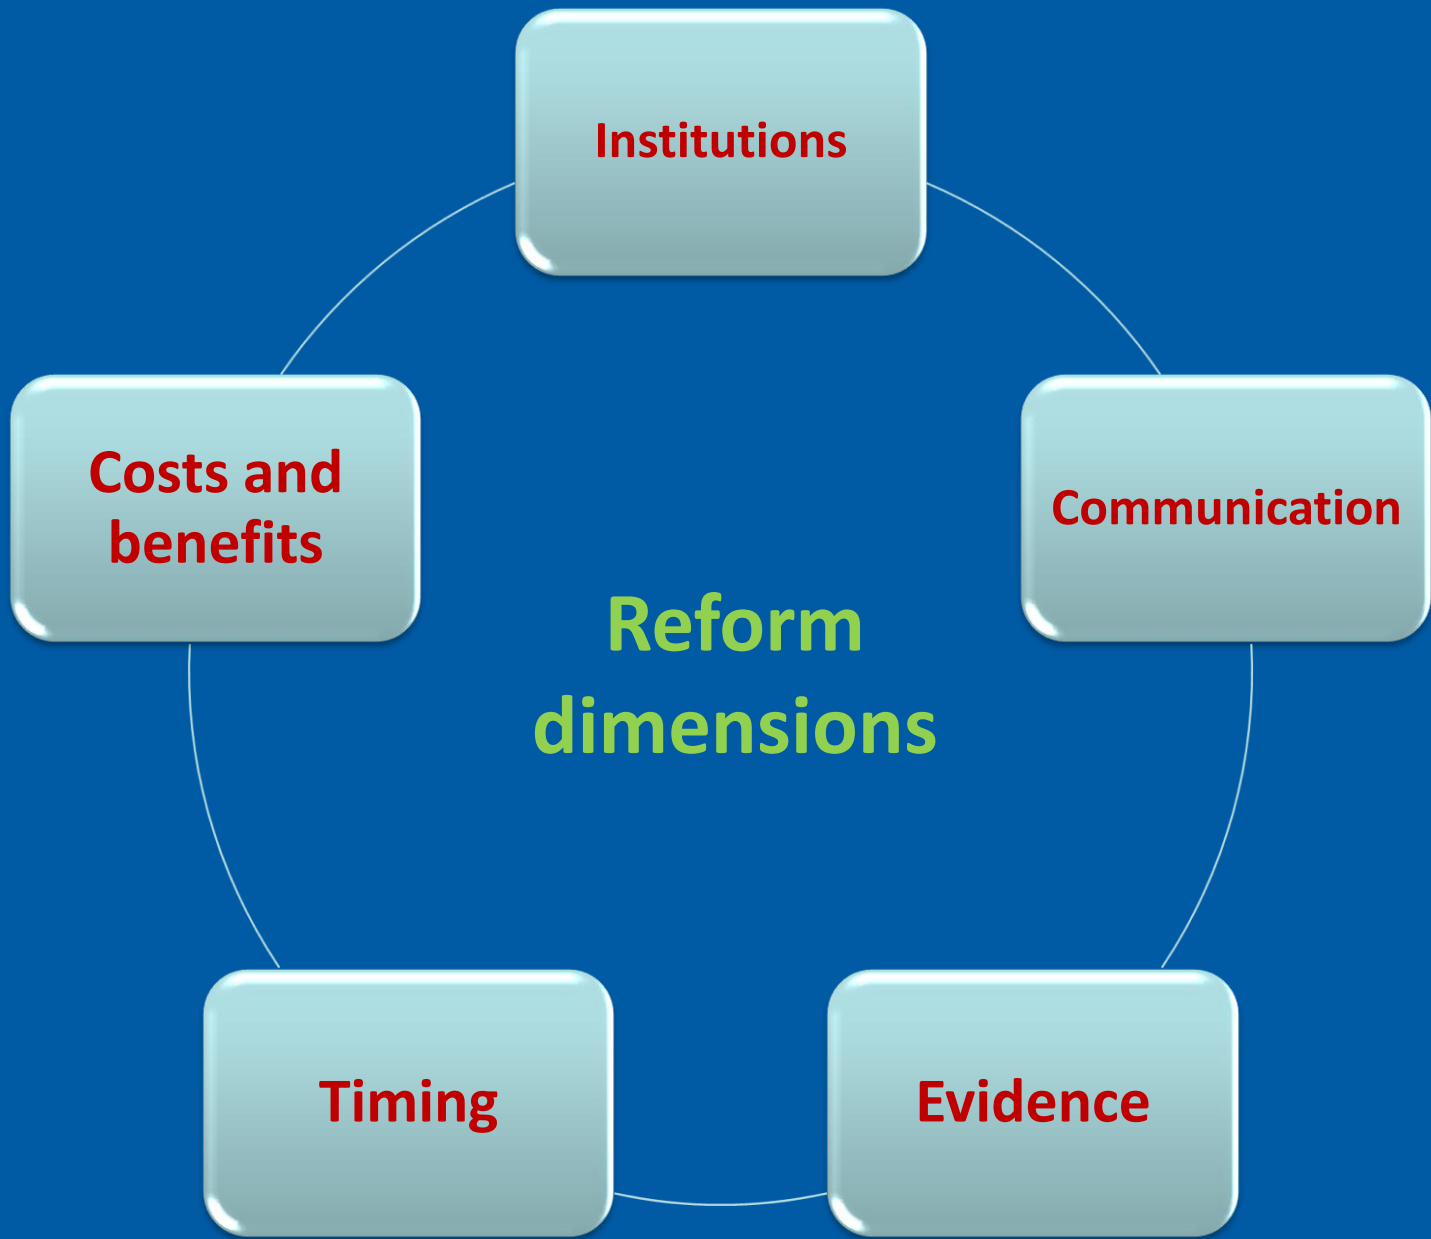 Institutions
Costs and
benefits
Communication
Reform
dimensions
Timing
Evidence